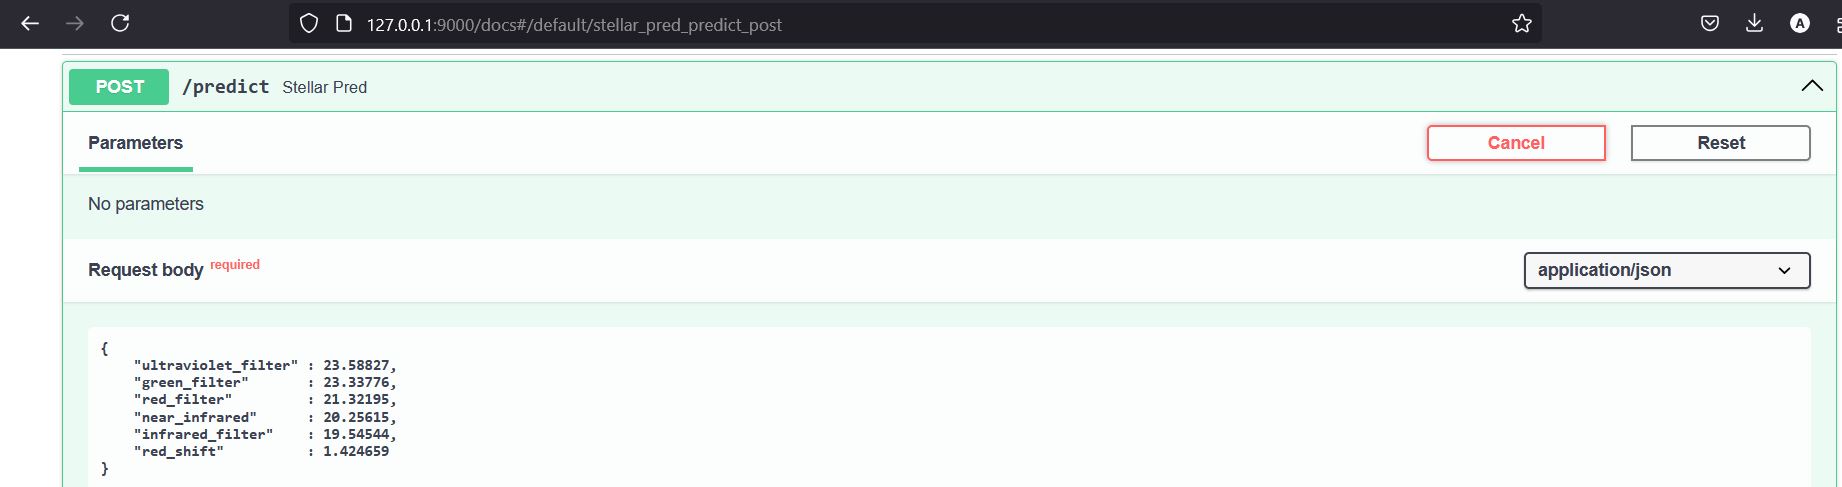 127.0.0.1:9000/docs#/default/stellar_pred_predict_post
A
POST /predict Stellar Pred
Parameters Cancel Reset
No parameters
Request body required application/json
{
    "ultraviolet_filter" : 23.58827,
    "green_filter"       : 23.33776,
    "red_filter"         : 21.32195,
    "near_infrared"      : 20.25615,
    "infrared_filter"    : 19.54544,
    "red_shift"          : 1.424659
}